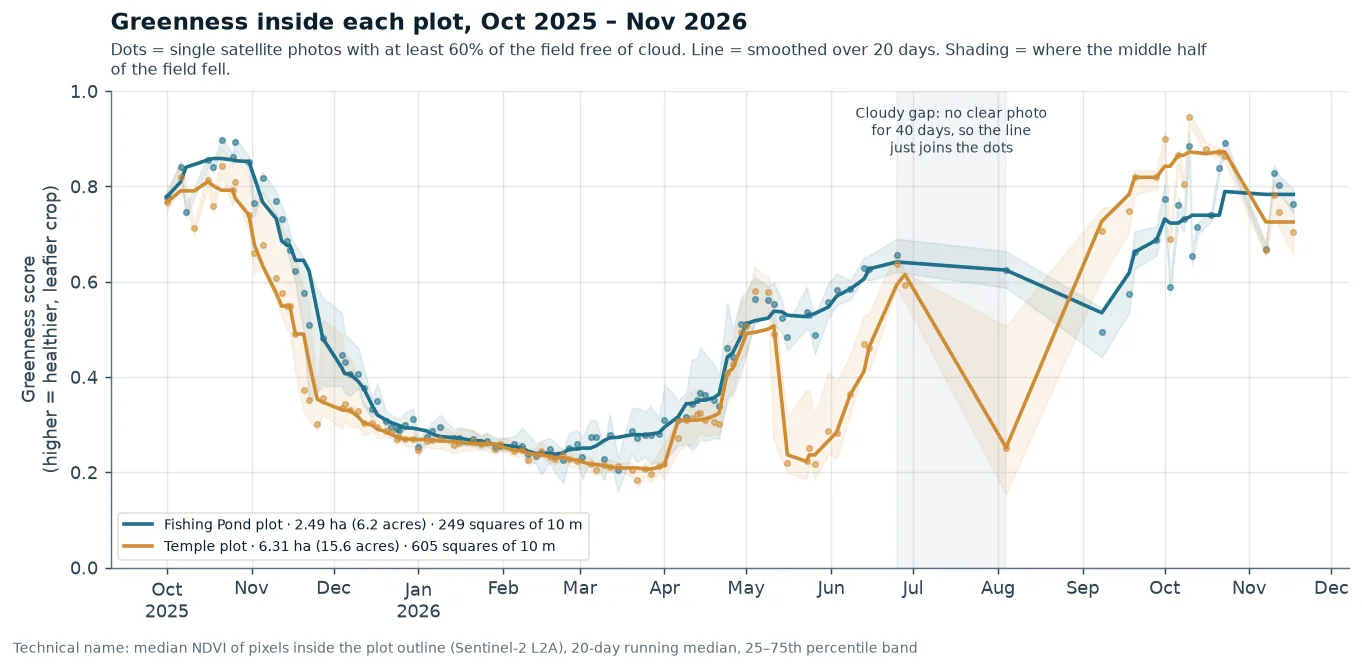 Greenness inside each plot, Oct 2025 – Nov 2026
Dots = single satellite photos with at least 60% of the field free of cloud. Line = smoothed over 20 days. Shading = where the middle half
of the field fell.
Greenness score
(higher = healthier, leafier crop)
1.0
0.8
0.6
0.4
0.2
0.0
Cloudy gap: no clear photo
for 40 days, so the line
just joins the dots
Fishing Pond plot · 2.49 ha (6.2 acres) · 249 squares of 10 m
Temple plot · 6.31 ha (15.6 acres) · 605 squares of 10 m
Oct Nov Dec Jan Feb Mar Apr May Jun Jul Aug Sep Oct Nov Dec
2025 2026
Technical name: median NDVI of pixels inside the plot outline (Sentinel-2 L2A), 20-day running median, 25–75th percentile band